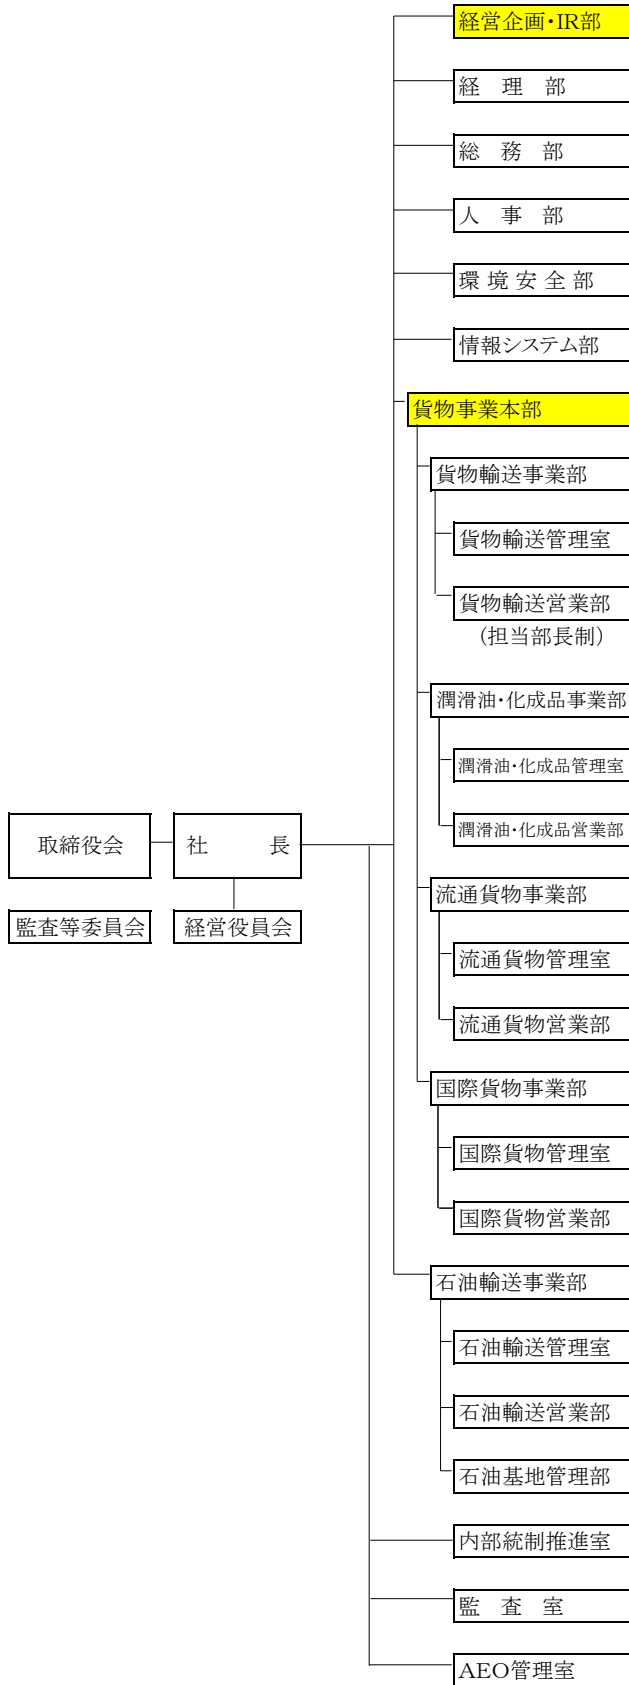 経営企画・IR部
経　理　部
総　務　部
人　事　部
環 境 安 全 部
情報システム部
貨物事業本部
貨物輸送事業部
貨物輸送管理室
貨物輸送営業部
（担当部長制）
潤滑油・化成品事業部
潤滑油・化成品管理室
潤滑油・化成品営業部
取締役会
社　　長
監査等委員会
経営役員会
流通貨物事業部
流通貨物管理室
流通貨物営業部
国際貨物事業部
国際貨物管理室
国際貨物営業部
石油輸送事業部
石油輸送管理室
石油輸送営業部
石油基地管理部
内部統制推進室
監　査　室
AEO管理室